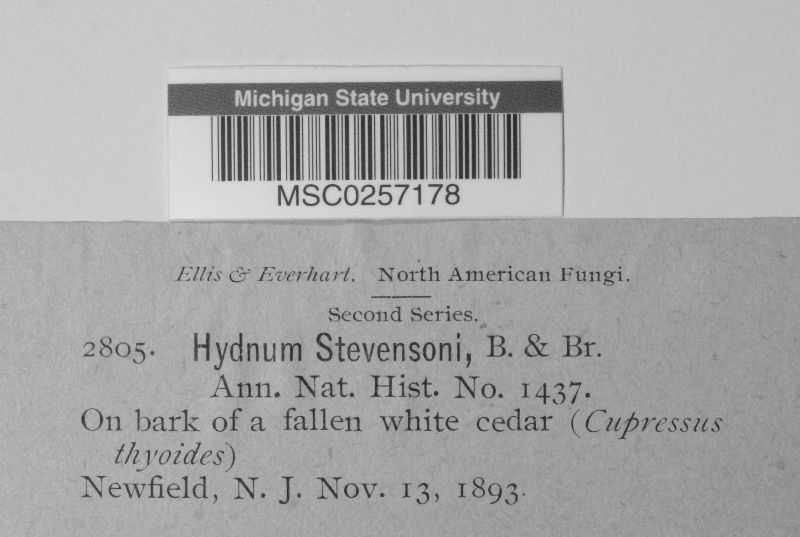 Michigan State University
MSC0257178
Ellis & Everhart. North American Fungi.
Second Series.
2805. Hydnum Stevensoni, B. & Br.
Ann. Nat. Hist. No. 1437.
On bark of a fallen white cedar (Cupressus
thyoides)
Newfield, N. J. Nov. 13, 1893.